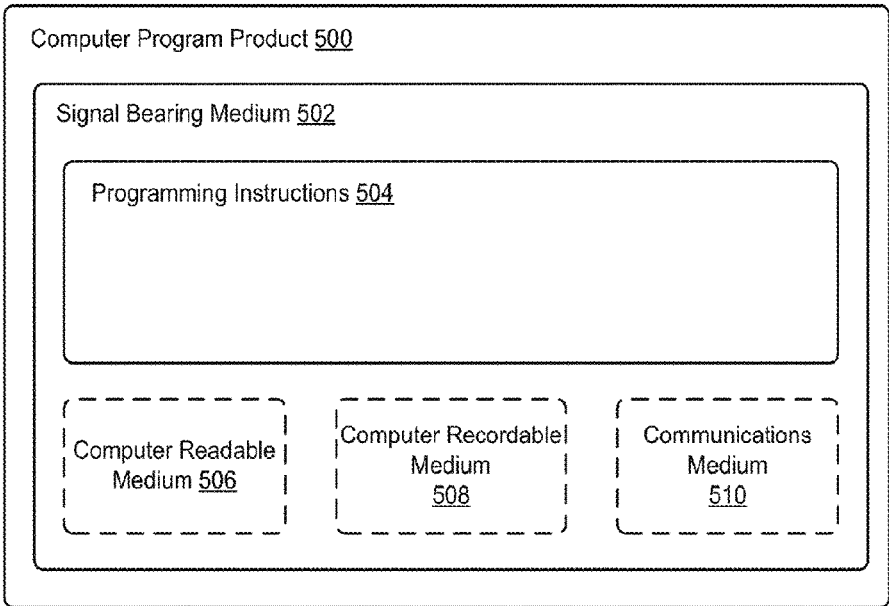 Computer Program Product 500
Signal Bearing Medium 502
Programming Instructions 504
Computer Readable
Medium 506
Computer Recordable
Medium
508
Communications
Medium
510